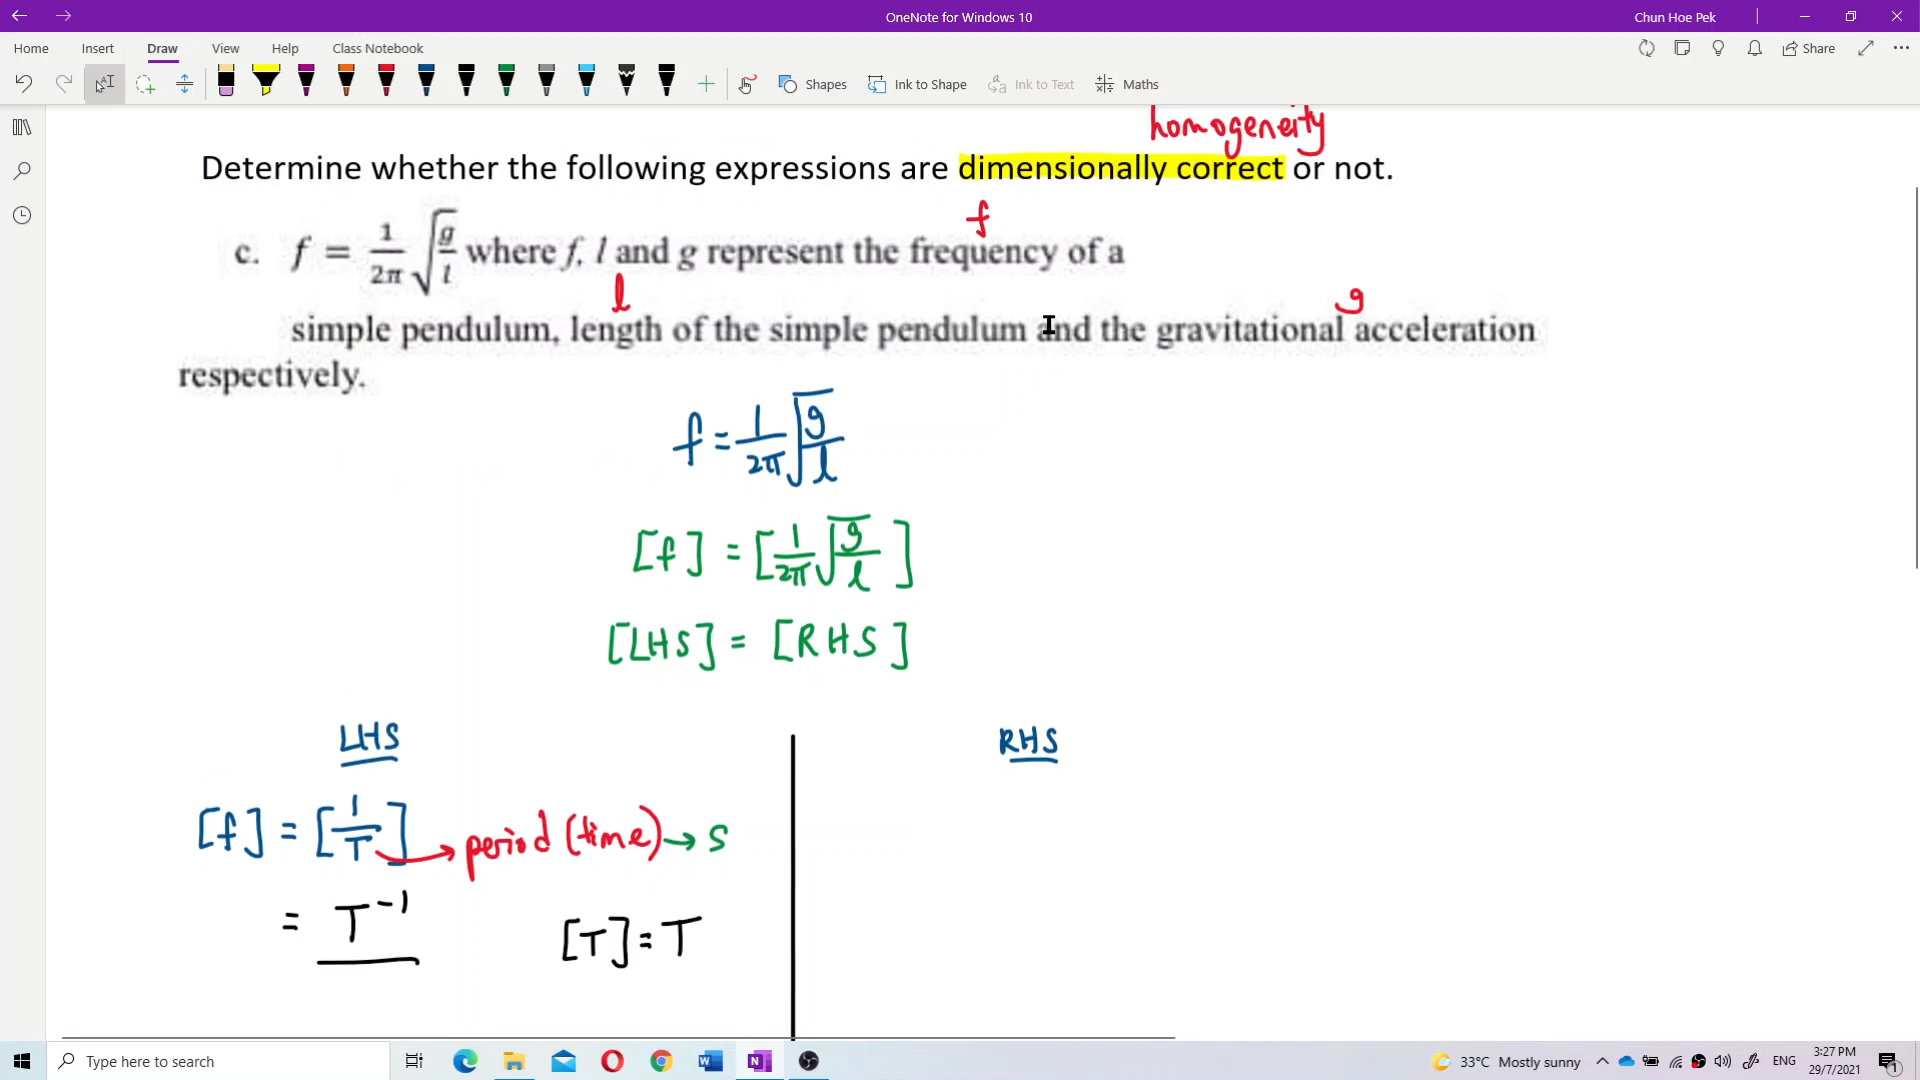 OneNote for Windows 10
Chun Hoe Pek
Home Insert Draw View Help Class Notebook
Share
Shapes Ink to Shape Ink to Text Maths
homogeneity
Determine whether the following expressions are dimensionally correct or not.
f
c. f = 1/2π √g/l where f, l and g represent the frequency of a
l
g
simple pendulum, length of the simple pendulum and the gravitational acceleration
respectively.
f = 1/2π √g/l
[f] = [1/2π √g/l]
[LHS] = [RHS]
LHS
RHS
[f] = [1/T] → period (time) → s
= T⁻¹
[T] = T
Type here to search
33°C Mostly sunny
ENG
3:27 PM
29/7/2021
1